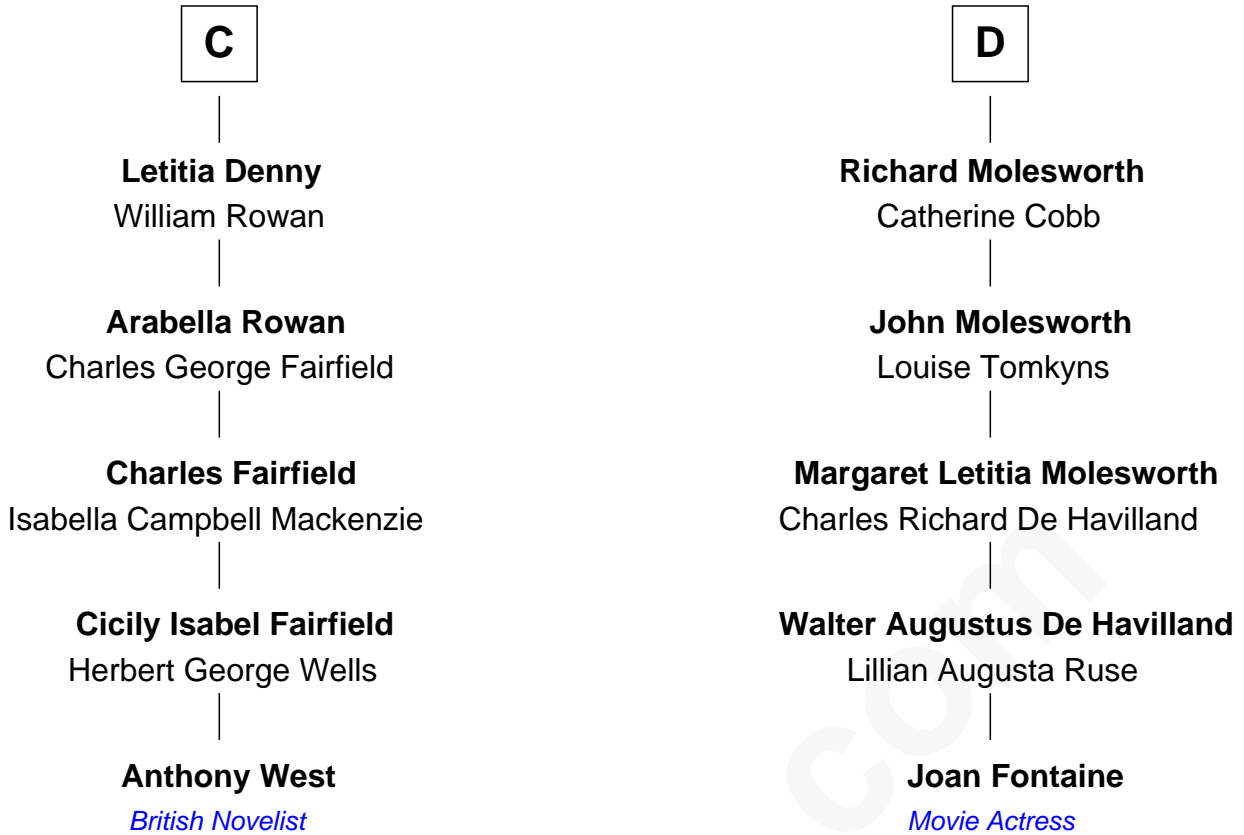 C
Letitia Denny
William Rowan
Arabella Rowan
Charles George Fairfield
Charles Fairfield
Isabella Campbell Mackenzie
Cicily Isabel Fairfield
Herbert George Wells
Anthony West
British Novelist
D
Richard Molesworth
Catherine Cobb
John Molesworth
Louise Tomkyns
Margaret Letitia Molesworth
Charles Richard De Havilland
Walter Augustus De Havilland
Lillian Augusta Ruse
Joan Fontaine
Movie Actress
com